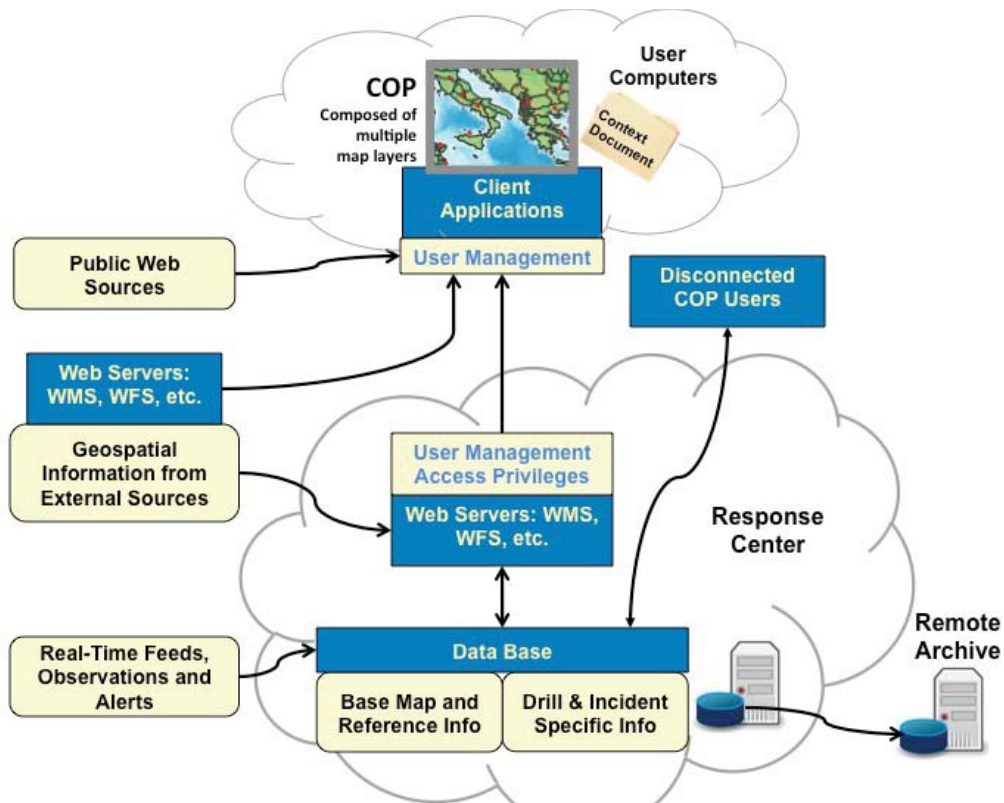 COP
Composed of
multiple
map layers
User
Computers
Context
Document
Client
Applications
User Management
Public Web
Sources
Disconnected
COP Users
Web Servers:
WMS, WFS, etc.
Geospatial
Information from
External Sources
User Management
Access Privileges
Web Servers: WMS,
WFS, etc.
Response
Center
Real-Time Feeds,
Observations and
Alerts
Data Base
Base Map and
Reference Info
Drill & Incident
Specific Info
Remote
Archive